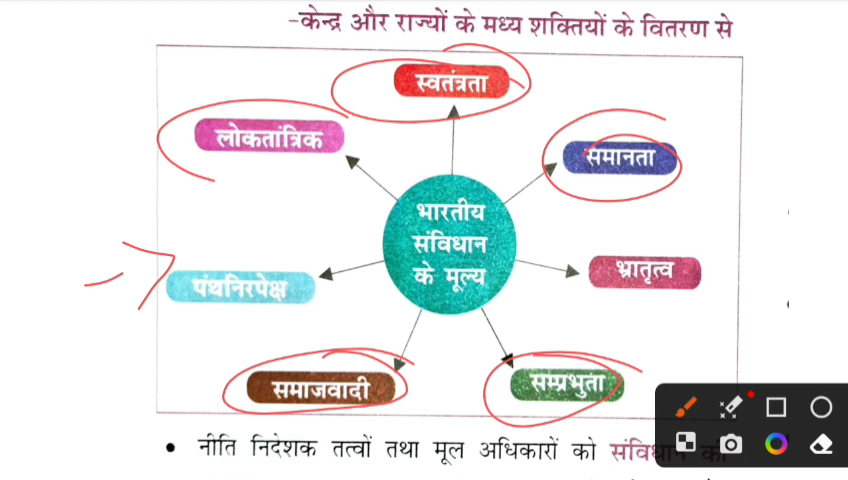 -केन्द्र और राज्यों के मध्य शक्तियों के वितरण से
स्वतंत्रता
लोकतांत्रिक
समानता
भारतीय
संविधान
के मूल्य
भ्रातृत्व
पंथनिरपेक्ष
समाजवादी
सम्प्रभुता
• नीति निदेशक तत्वों तथा मूल अधिकारों को संविधान की